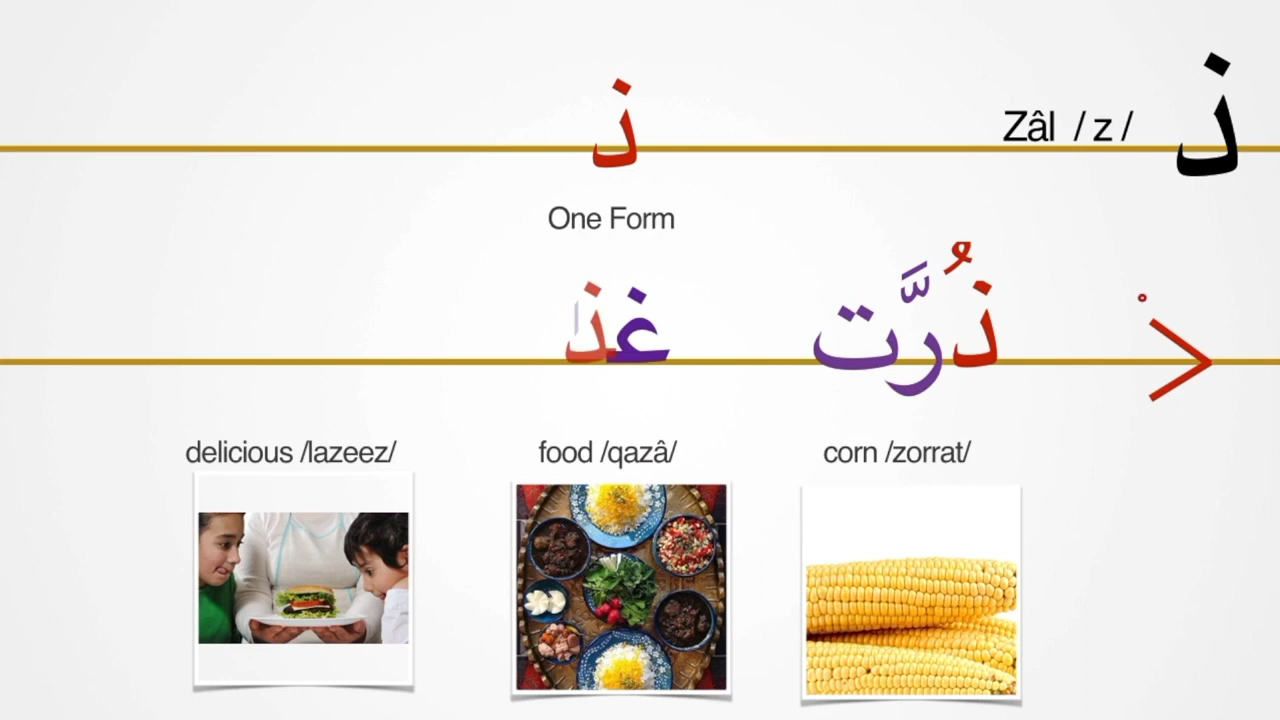 Zâl / z / ذ
ذ
One Form
ذُرَّت غذا
delicious /lazeez/ food /qazâ/ corn /zorrat/